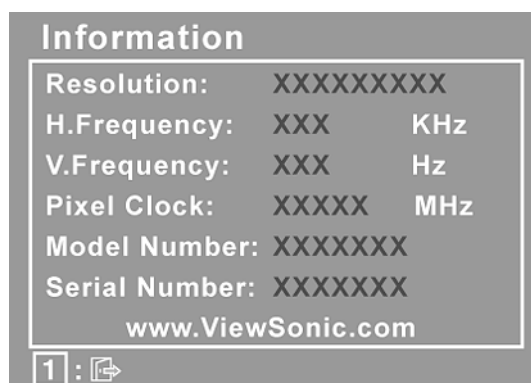 Information
Resolution: XXXXXXXXX
H.Frequency: XXX KHz
V.Frequency: XXX Hz
Pixel Clock: XXXXX MHz
Model Number: XXXXXXX
Serial Number: XXXXXXX
www.ViewSonic.com
1 :